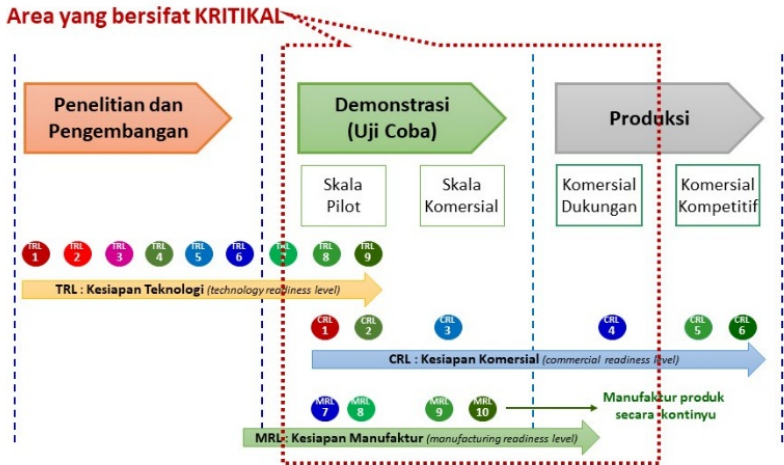 Area yang bersifat KRITIKAL
Penelitian dan
Pengembangan
Demonstrasi
(Uji Coba)
Produksi
Skala
Pilot
Skala
Komersial
Komersial
Dukungan
Komersial
Kompetitif
TRL
1
TRL
2
TRL
3
TRL
4
TRL
5
TRL
6
TRL
TRL
8
TRL
9
TRL : Kesiapan Teknologi (technology readiness level)
CRL
1
CRL
2
CRL
3
CRL
4
CRL
5
CRL
6
CRL : Kesiapan Komersial (commercial readiness level)
MRL
7
MRL
8
MRL
9
MRL
10
Manufaktur produk
secara kontinyu
MRL : Kesiapan Manufaktur (manufacturing readiness level)